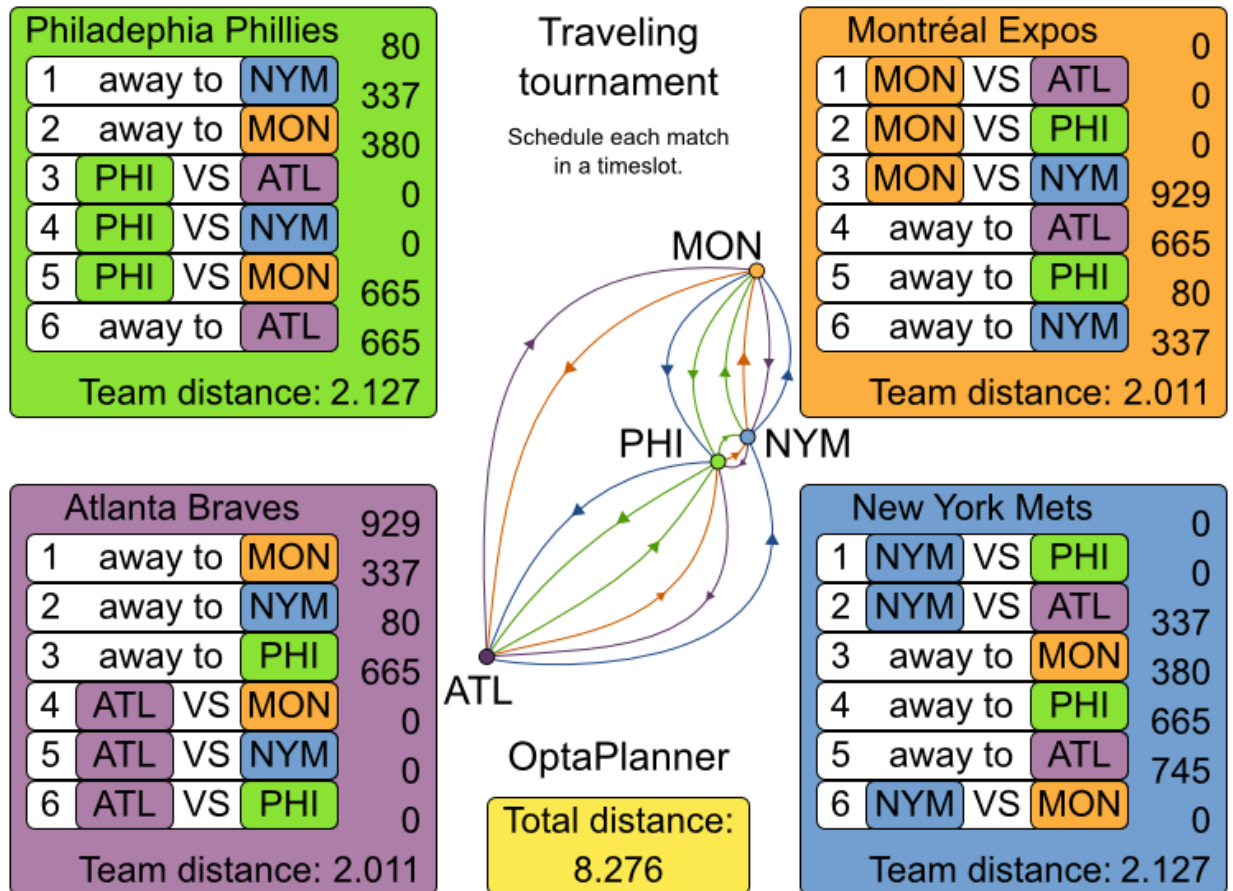 Philadephia Phillies
80
1 away to NYM
337
2 away to MON
380
3 PHI VS ATL
0
4 PHI VS NYM
0
5 PHI VS MON
665
6 away to ATL
665
Team distance: 2.127
Traveling
tournament
Schedule each match
in a timeslot.
Montréal Expos
0
1 MON VS ATL
0
2 MON VS PHI
0
3 MON VS NYM
929
4 away to ATL
665
5 away to PHI
80
6 away to NYM
337
Team distance: 2.011
MON
PHI
NYM
ATL
Atlanta Braves
929
1 away to MON
337
2 away to NYM
80
3 away to PHI
665
4 ATL VS MON
0
5 ATL VS NYM
0
6 ATL VS PHI
0
Team distance: 2.011
OptaPlanner
Total distance:
8.276
New York Mets
0
1 NYM VS PHI
0
2 NYM VS ATL
337
3 away to MON
380
4 away to PHI
665
5 away to ATL
745
6 NYM VS MON
0
Team distance: 2.127